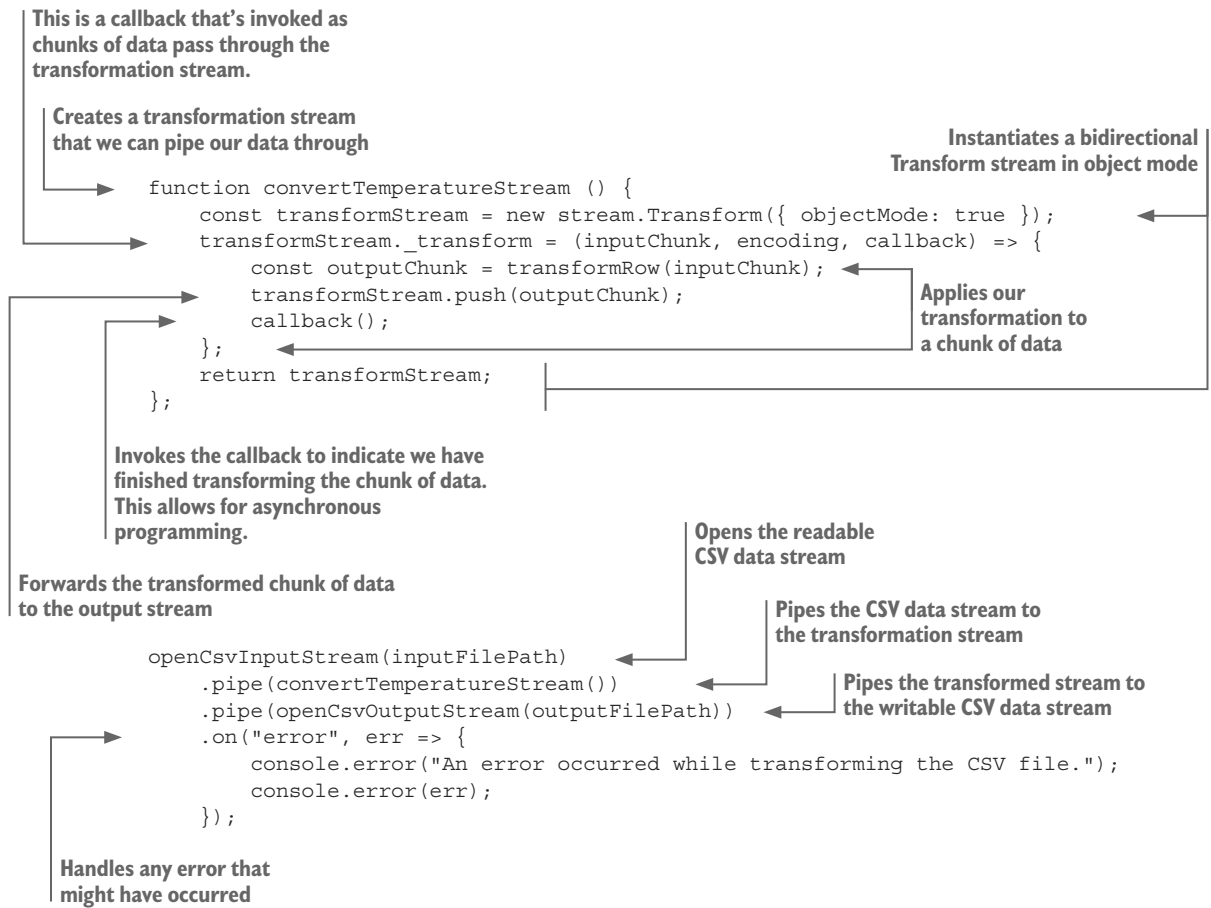 This is a callback that's invoked as
chunks of data pass through the
transformation stream.
Creates a transformation stream
that we can pipe our data through
Instantiates a bidirectional
Transform stream in object mode
function convertTemperatureStream () {
    const transformStream = new stream.Transform({ objectMode: true });
    transformStream._transform = (inputChunk, encoding, callback) => {
        const outputChunk = transformRow(inputChunk);
        transformStream.push(outputChunk);
        callback();
    };
    return transformStream;
};
Applies our
transformation to
a chunk of data
Invokes the callback to indicate we have
finished transforming the chunk of data.
This allows for asynchronous
programming.
Forwards the transformed chunk of data
to the output stream
Opens the readable
CSV data stream
Pipes the CSV data stream to
the transformation stream
Pipes the transformed stream to
the writable CSV data stream
openCsvInputStream(inputFilePath)
    .pipe(convertTemperatureStream())
    .pipe(openCsvOutputStream(outputFilePath))
    .on("error", err => {
        console.error("An error occurred while transforming the CSV file.");
        console.error(err);
    });
Handles any error that
might have occurred